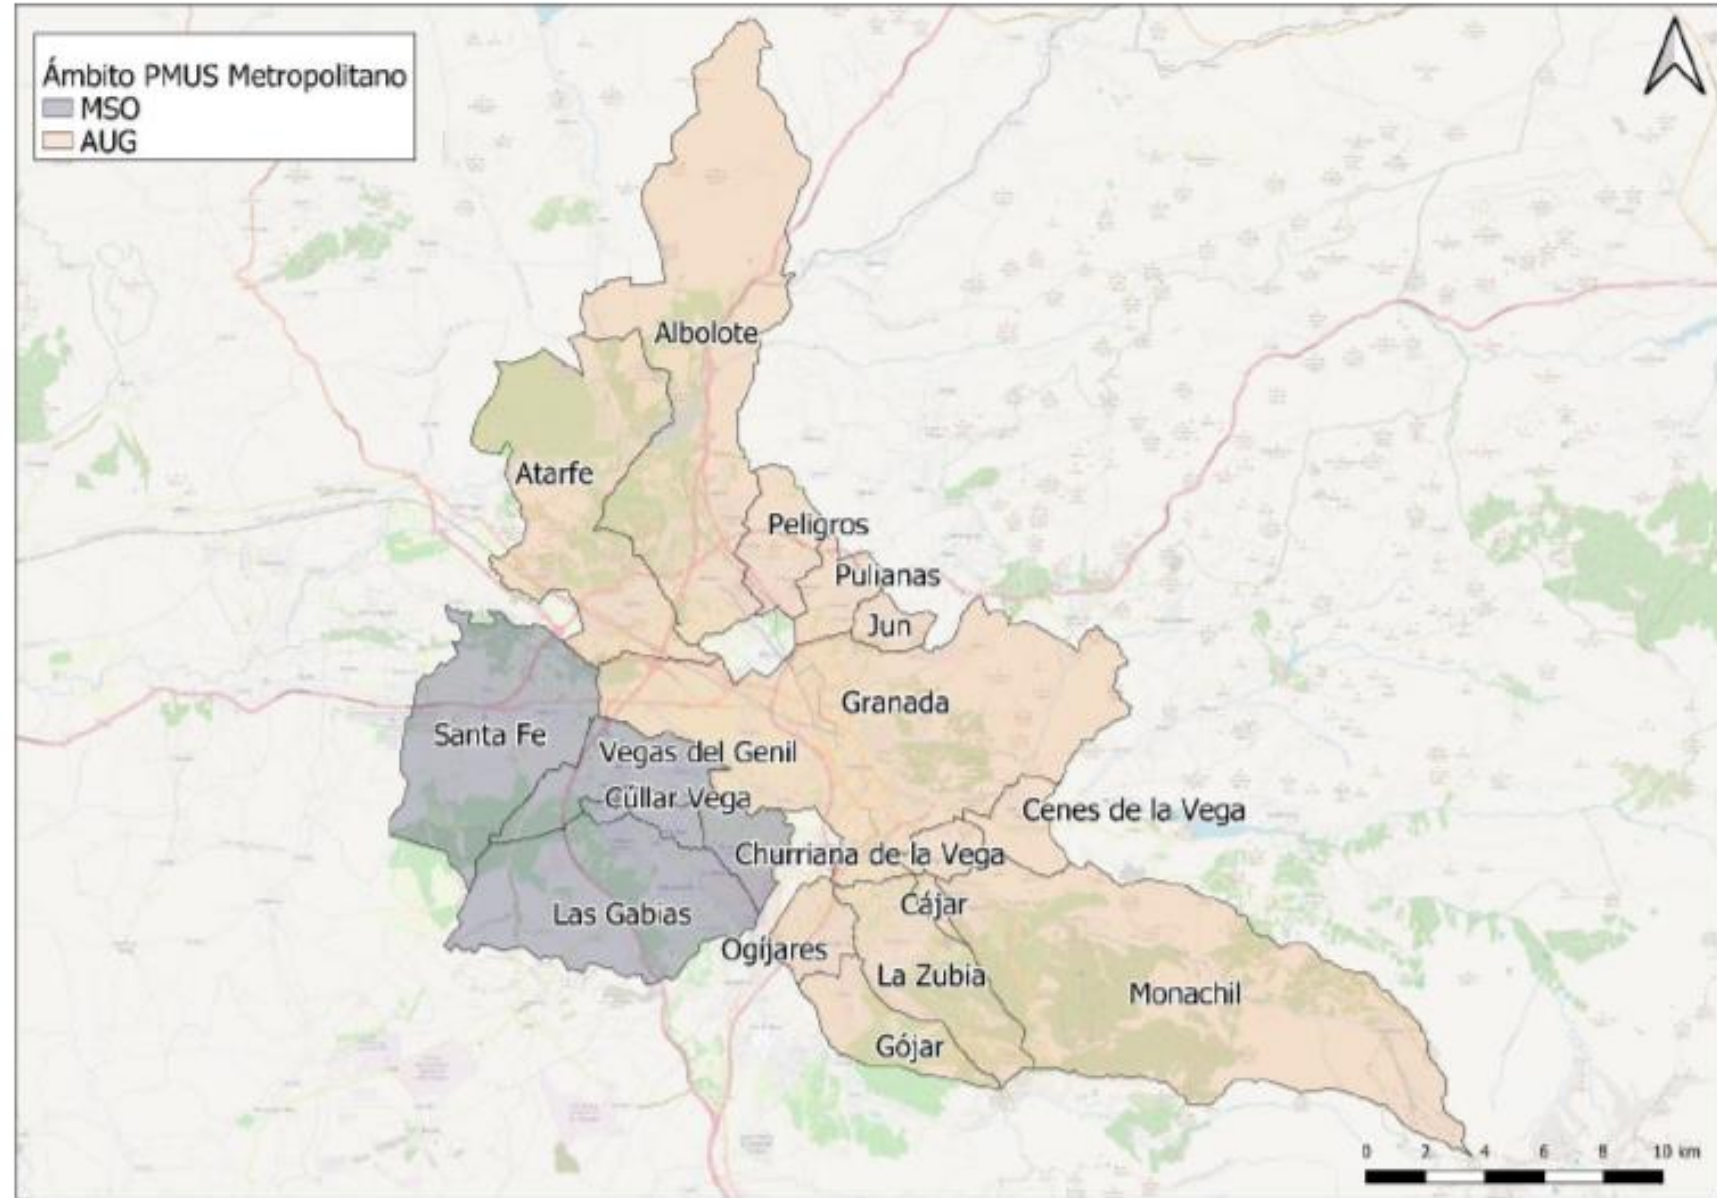 Ámbito PMUS Metropolitano
MSO
AUG
Albolote
Atarfe
Peligros
Pulianas
Jun
Granada
Santa Fe
Vegas del Genil
Cúllar Vega
Cenes de la Vega
Churriana de la Vega
Cájar
Las Gabias
Ogíjares
La Zubia
Monachil
Gójar
0 2 4 6 8 10 km